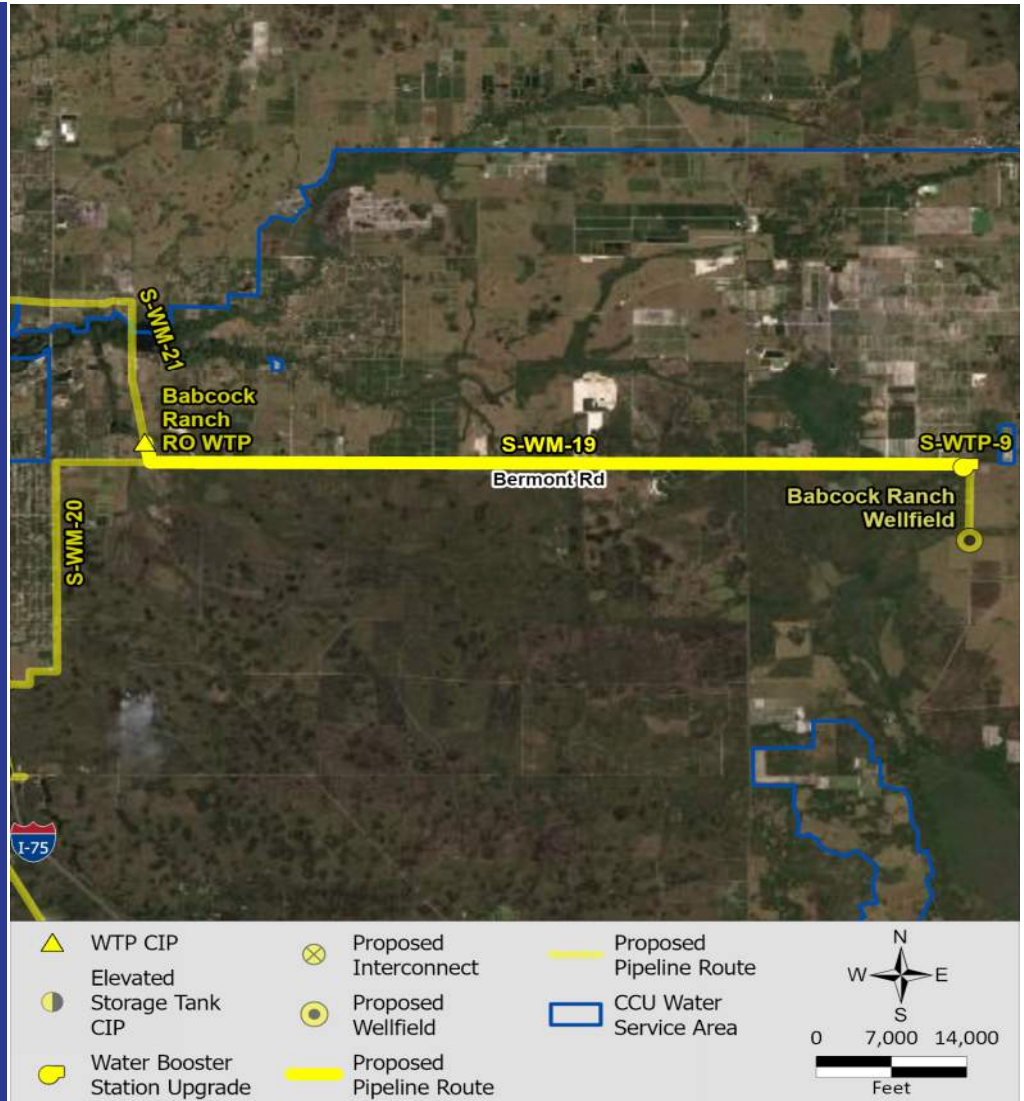 S-WM-21
Babcock
Ranch
RO WTP
S-WM-19
S-WTP-9
Bermont Rd
Babcock Ranch
Wellfield
S-WM-20
I-75
WTP CIP
Elevated
Storage Tank
CIP
Water Booster
Station Upgrade
Proposed
Interconnect
Proposed
Wellfield
Proposed
Pipeline Route
Proposed
Pipeline Route
CCU Water
Service Area
N
W E
S
0 7,000 14,000
Feet